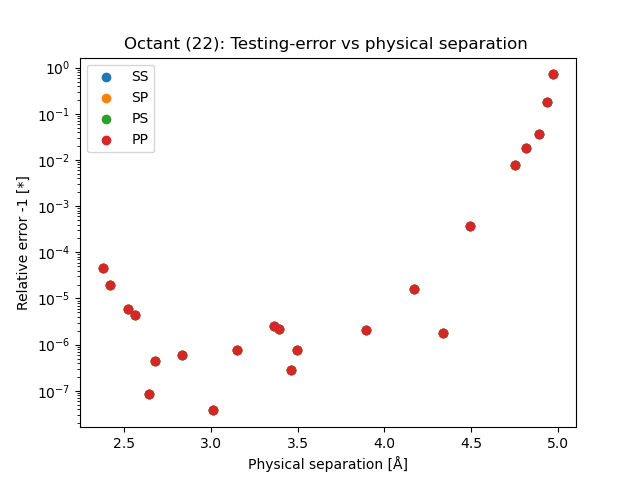 Octant (22): Testing-error vs physical separation
10⁰
10⁻¹
10⁻²
10⁻³
10⁻⁴
10⁻⁵
10⁻⁶
10⁻⁷
Relative error -1 [*]
SS
SP
PS
PP
2.5 3.0 3.5 4.0 4.5 5.0
Physical separation [Å]